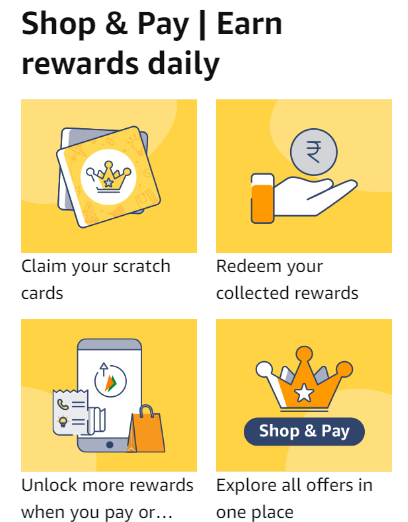 Shop & Pay | Earn
rewards daily
₹
Claim your scratch
cards
Redeem your
collected rewards
Shop & Pay
Unlock more rewards
when you pay or…
Explore all offers in
one place